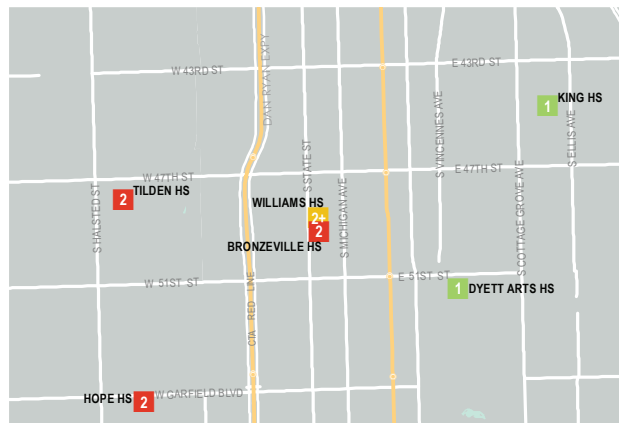 W 43RD ST
DAN RYAN EXPY
E 43RD ST
1
KING HS
S HALSTED ST
W 47TH ST
2
TILDEN HS
S STATE ST
S MICHIGAN AVE
S VINCENNES AVE
E 47TH ST
S COTTAGE GROVE AVE
S ELLIS AVE
WILLIAMS HS
2+
2
BRONZEVILLE HS
W 51ST ST
E 51ST ST
CTA RED LINE
1
DYETT ARTS HS
HOPE HS
2
W GARFIELD BLVD